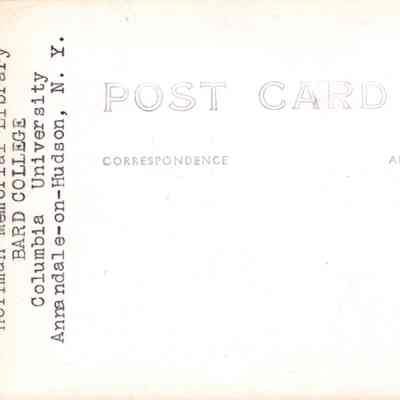 Hoffman Memorial Library
BARD COLLEGE
Columbia University
Annandale-on-Hudson, N. Y.
POST CARD
CORRESPONDENCE